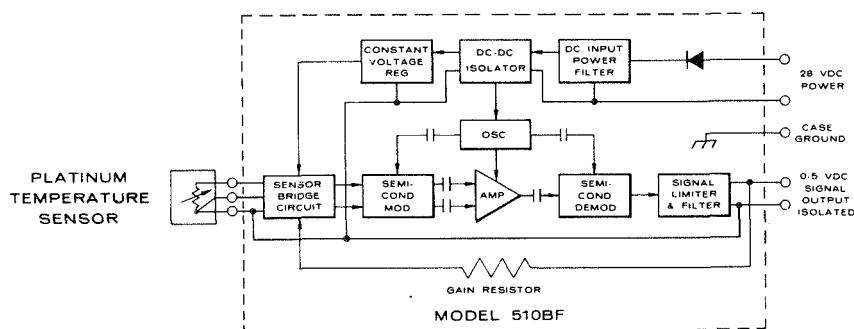 CONSTANT
VOLTAGE
REG
DC-DC
ISOLATOR
DC INPUT
POWER
FILTER
28 VDC
POWER
OSC
CASE
GROUND
PLATINUM
TEMPERATURE
SENSOR
SENSOR
BRIDGE
CIRCUIT
SEMI-
COND
MOD
AMP
SEMI-
COND
DEMOD
SIGNAL
LIMITER
& FILTER
0-5 VDC
SIGNAL
OUTPUT
ISOLATED
GAIN RESISTOR
MODEL 510BF